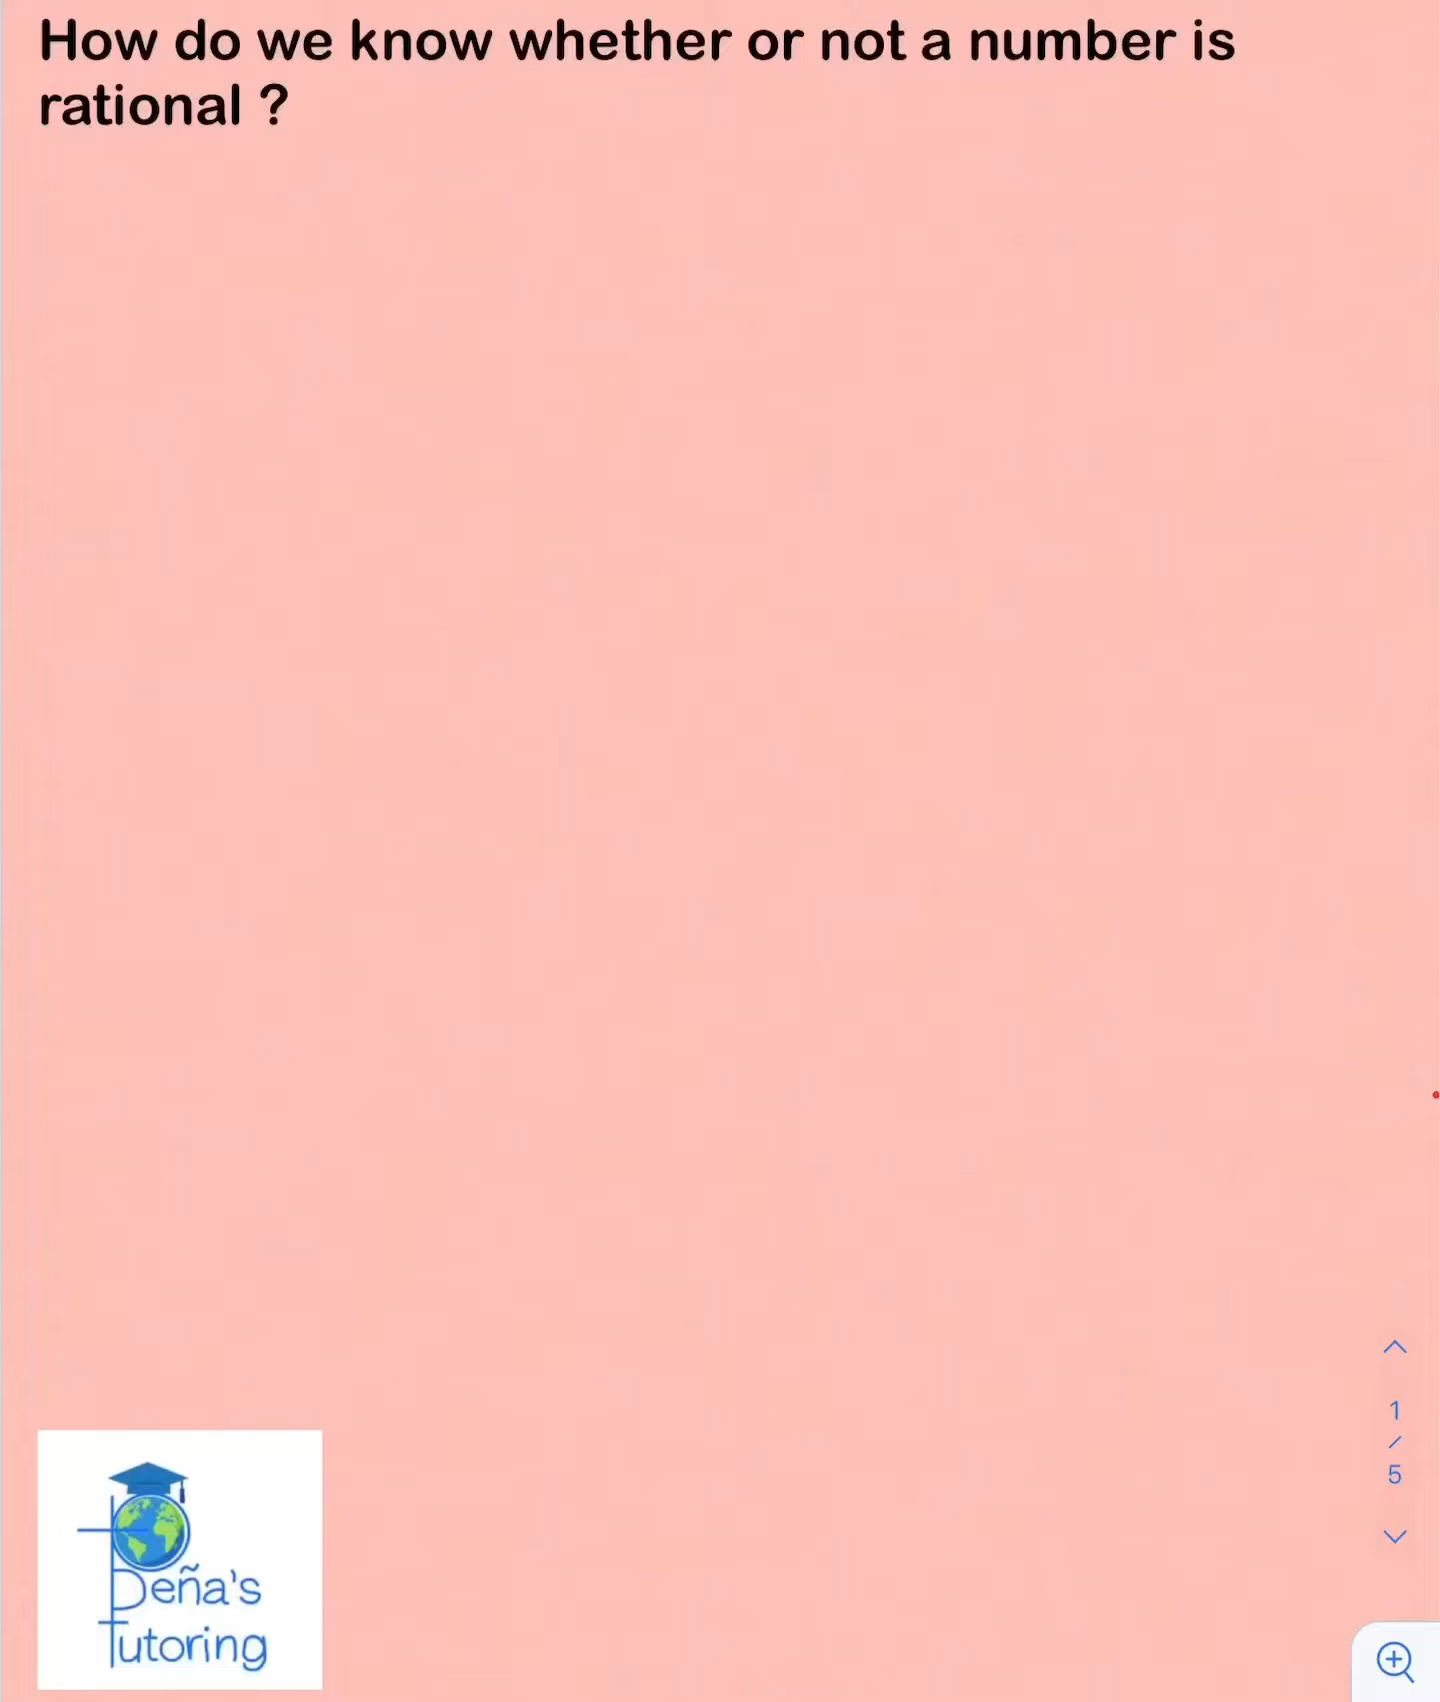 How do we know whether or not a number is
rational ?
1
/
5
Peña's
Tutoring